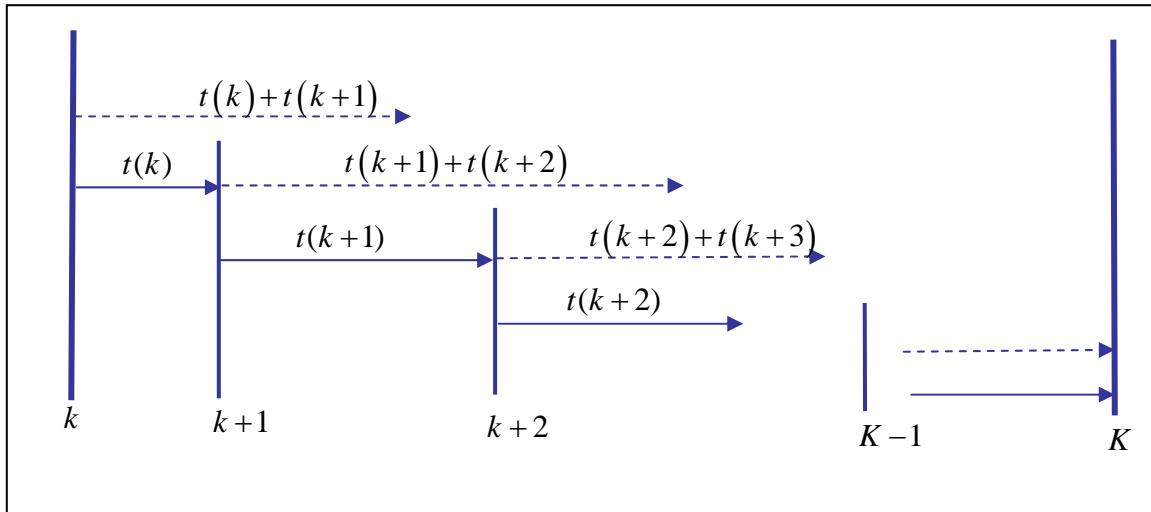 t(k)+t(k+1)
t(k)
t(k+1)+t(k+2)
t(k+1)
t(k+2)+t(k+3)
t(k+2)
k
k+1
k+2
K−1
K